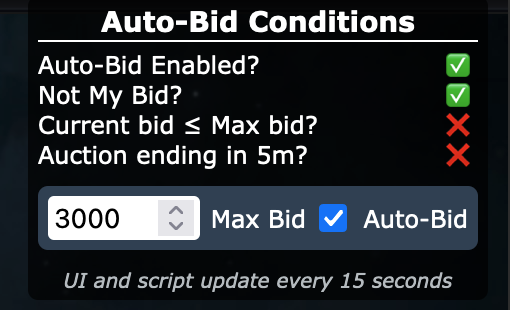 Auto-Bid Conditions
Auto-Bid Enabled? ✅
Not My Bid? ✅
Current bid ≤ Max bid? ❌
Auction ending in 5m? ❌
3000 Max Bid Auto-Bid
UI and script update every 15 seconds